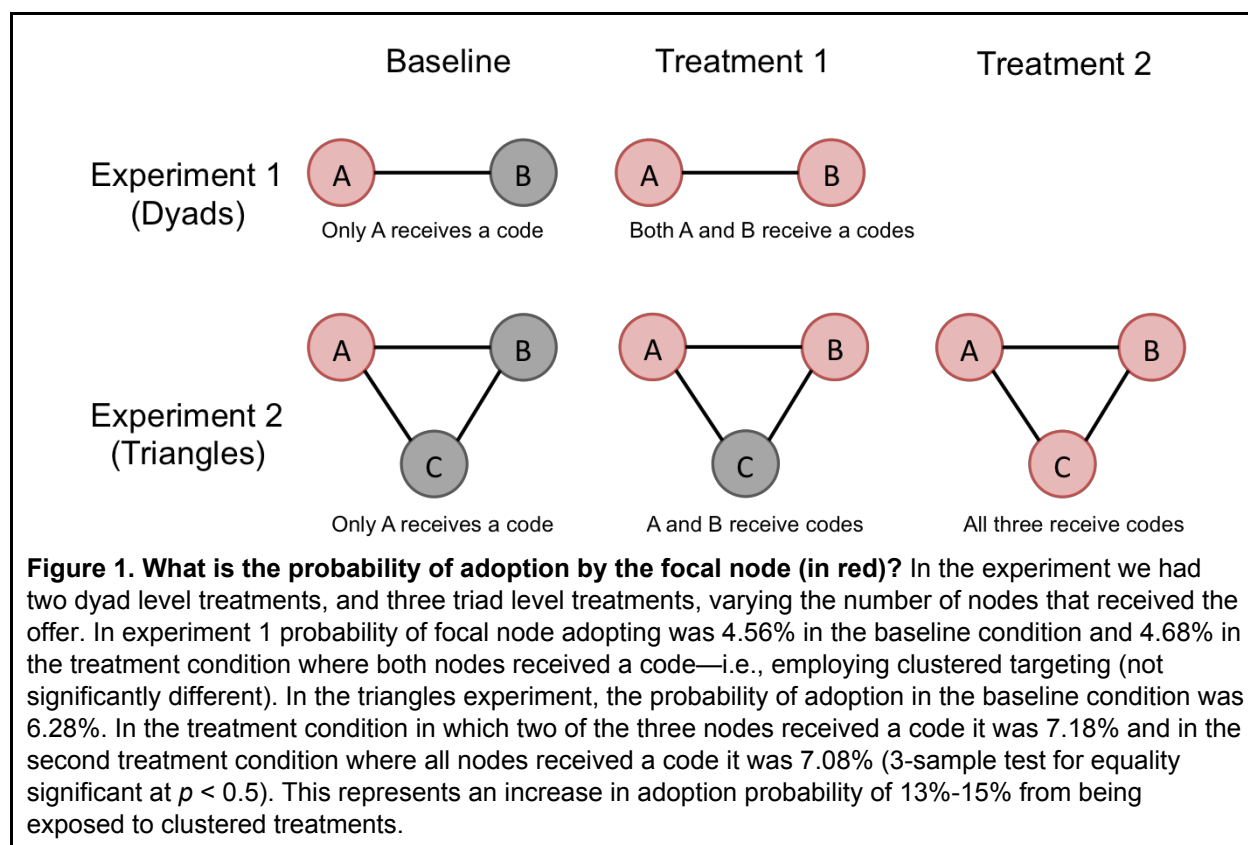 Baseline Treatment 1 Treatment 2
Experiment 1
(Dyads)
A B A B
Only A receives a code Both A and B receive a codes
Experiment 2
(Triangles)
A B A B A B
C C C
Only A receives a code A and B receive codes All three receive codes
Figure 1. What is the probability of adoption by the focal node (in red)? In the experiment we had
two dyad level treatments, and three triad level treatments, varying the number of nodes that received the
offer. In experiment 1 probability of focal node adopting was 4.56% in the baseline condition and 4.68% in
the treatment condition where both nodes received a code—i.e., employing clustered targeting (not
significantly different). In the triangles experiment, the probability of adoption in the baseline condition was
6.28%. In the treatment condition in which two of the three nodes received a code it was 7.18% and in the
second treatment condition where all nodes received a code it was 7.08% (3-sample test for equality
significant at p < 0.5). This represents an increase in adoption probability of 13%-15% from being
exposed to clustered treatments.